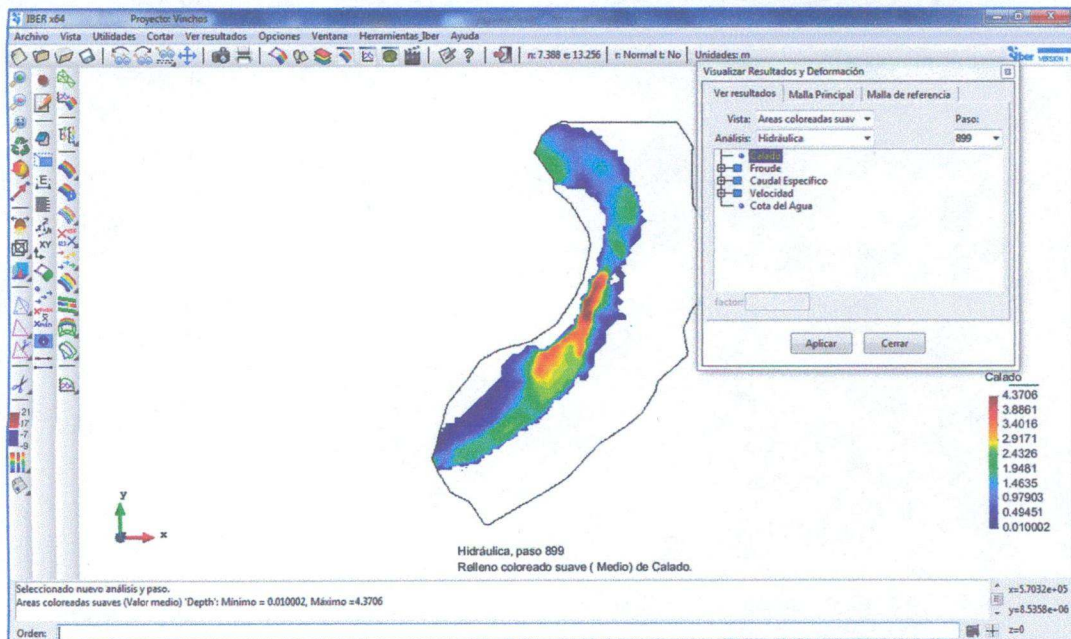 IBER x64 Proyecto: Vinchos
Archivo Vista Utilidades Cortar Ver resultados Opciones Ventana Herramientas_Iber Ayuda
n: 7.388 e: 13.256 r: Normal t: No Unidades: m
Iber VERSION 1
Visualizar Resultados y Deformación
Ver resultados Malla Principal Malla de referencia
Vista: Areas coloreadas suav Paso:
Análisis: Hidráulica 899
Calado
Froude
Caudal Específico
Velocidad
Cota del Agua
factor:
Aplicar Cerrar
Calado
4.3706
3.8861
3.4016
2.9171
2.4326
1.9481
1.4635
0.97903
0.49451
0.010002
y
x
Hidráulica, paso 899
Relleno coloreado suave ( Medio) de Calado.
Seleccionado nuevo análisis y paso.
Areas coloreadas suaves (Valor medio) 'Depth': Mínimo = 0.010002, Máximo =4.3706
x=5.7032e+05
y=8.5358e+06
z=0
Orden: